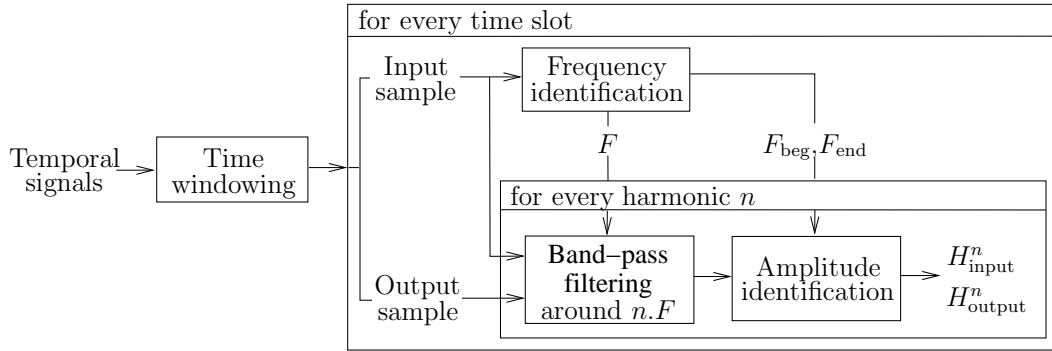 for every time slot
Input
sample
Frequency
identification
Temporal
signals
Time
windowing
F
F_beg, F_end
for every harmonic n
Band–pass
filtering
around n.F
Amplitude
identification
H^n_input
H^n_output
Output
sample